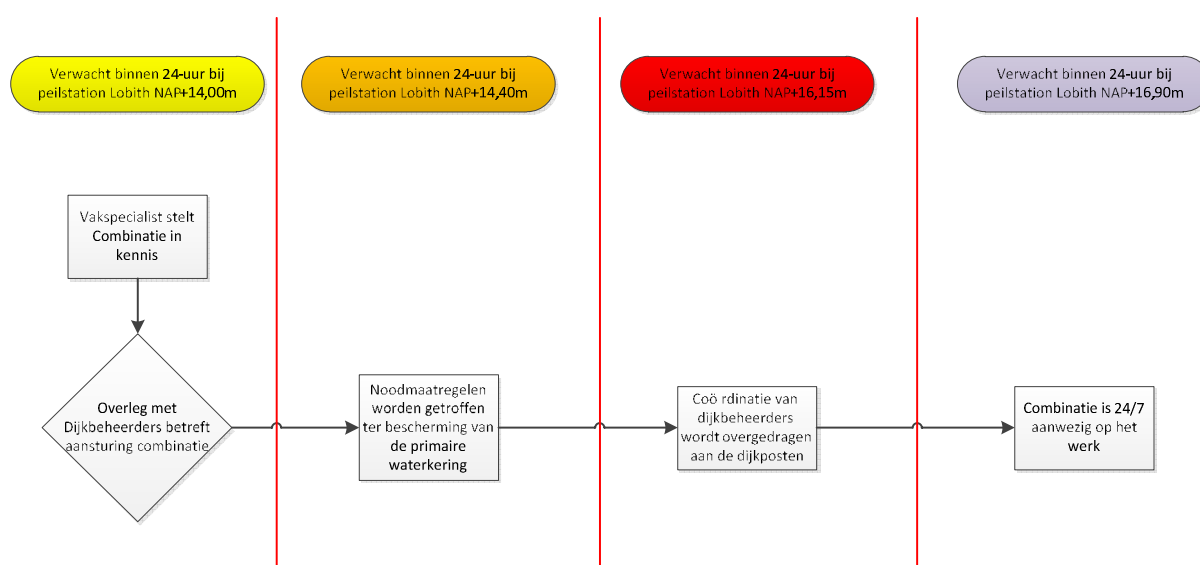 Verwacht binnen 24-uur bij
peilstation Lobith NAP+14,00m
Verwacht binnen 24-uur bij
peilstation Lobith NAP+14,40m
Verwacht binnen 24-uur bij
peilstation Lobith NAP+16,15m
Verwacht binnen 24-uur bij
peilstation Lobith NAP+16,90m
Vakspecialist stelt
Combinatie in
kennis
Overleg met
Dijkbeheerders betreft
aansturing combinatie
Noodmaatregelen
worden getroffen
ter bescherming van
de primaire
waterkering
Coö rdinatie van
dijkbeheerders
wordt overgedragen
aan de dijkposten
Combinatie is 24/7
aanwezig op het
werk